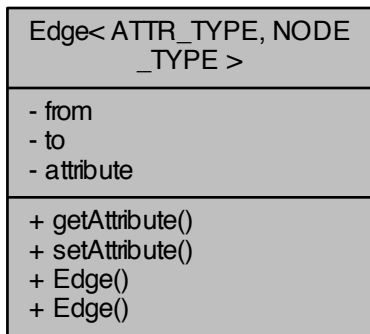 Edge< ATTR_TYPE, NODE
_TYPE >
- from
- to
- attribute
+ getAttribute()
+ setAttribute()
+ Edge()
+ Edge()